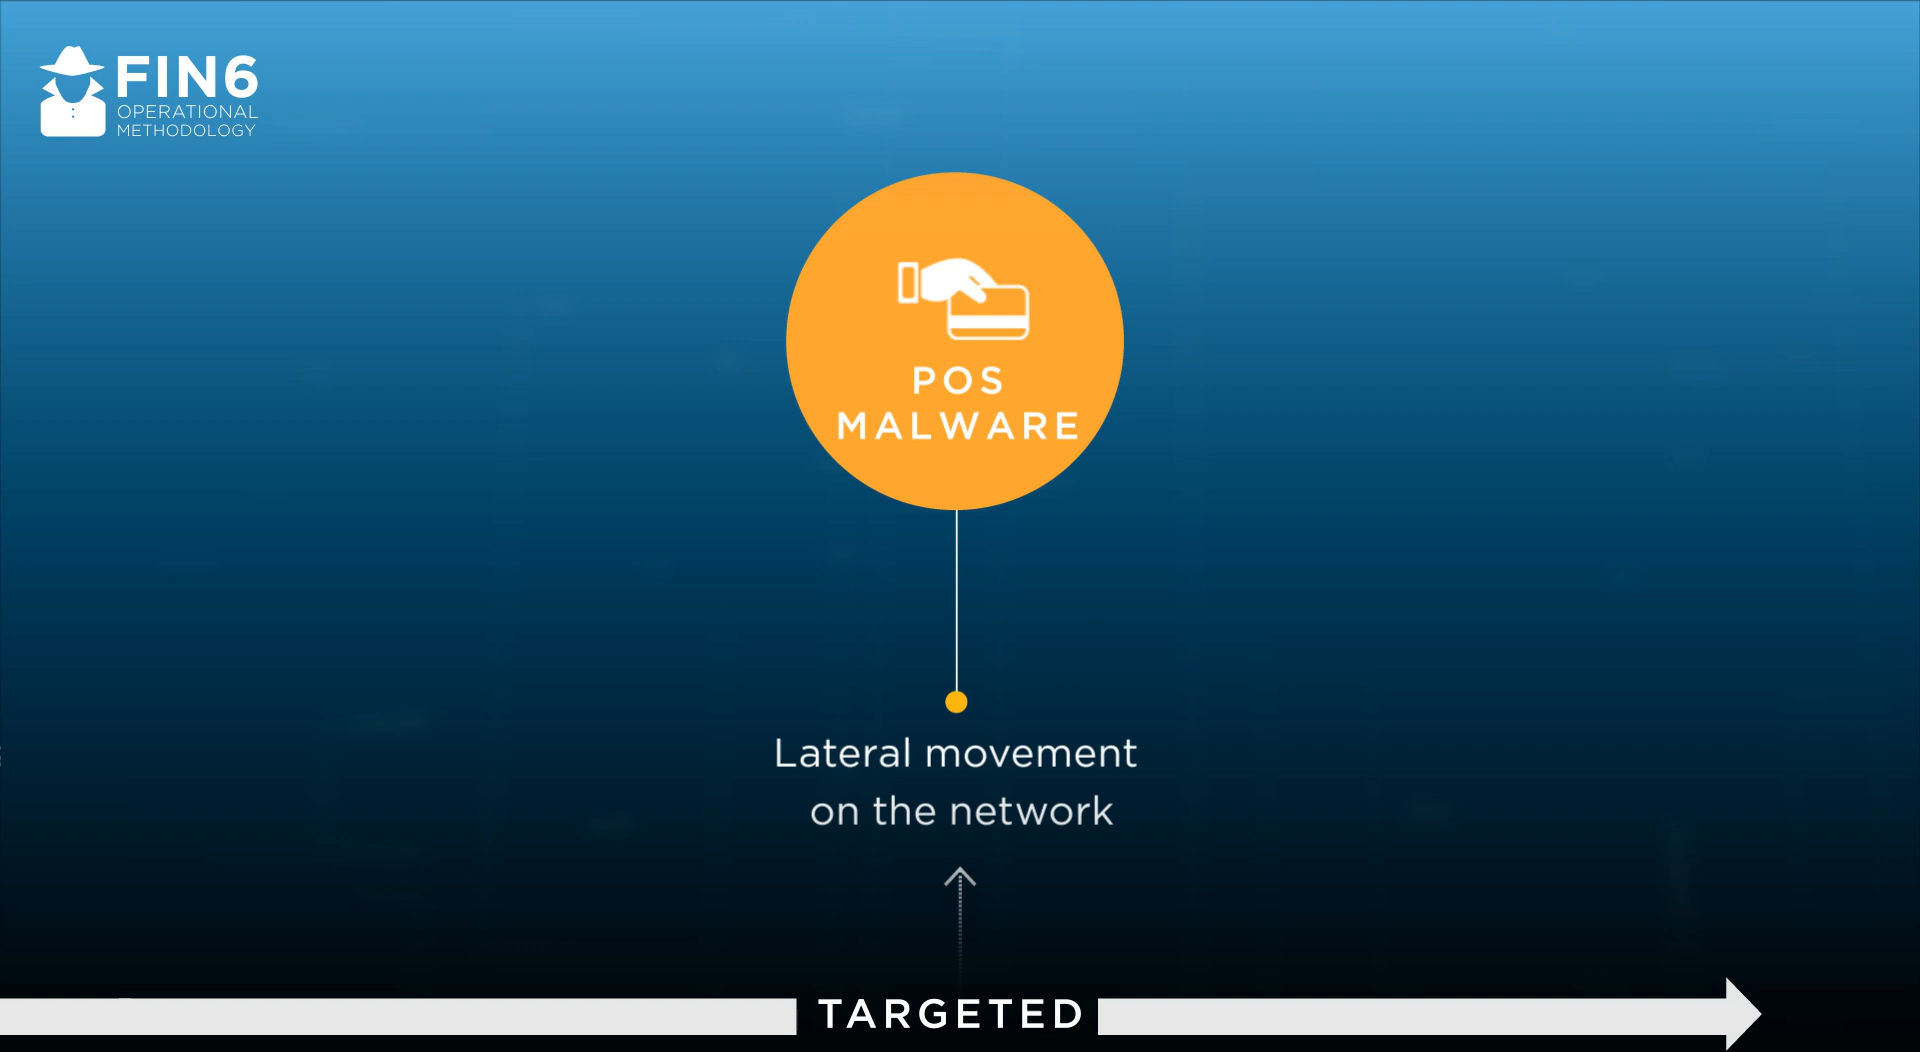 FIN6
OPERATIONAL
METHODOLOGY
POS
MALWARE
Lateral movement
on the network
TARGETED